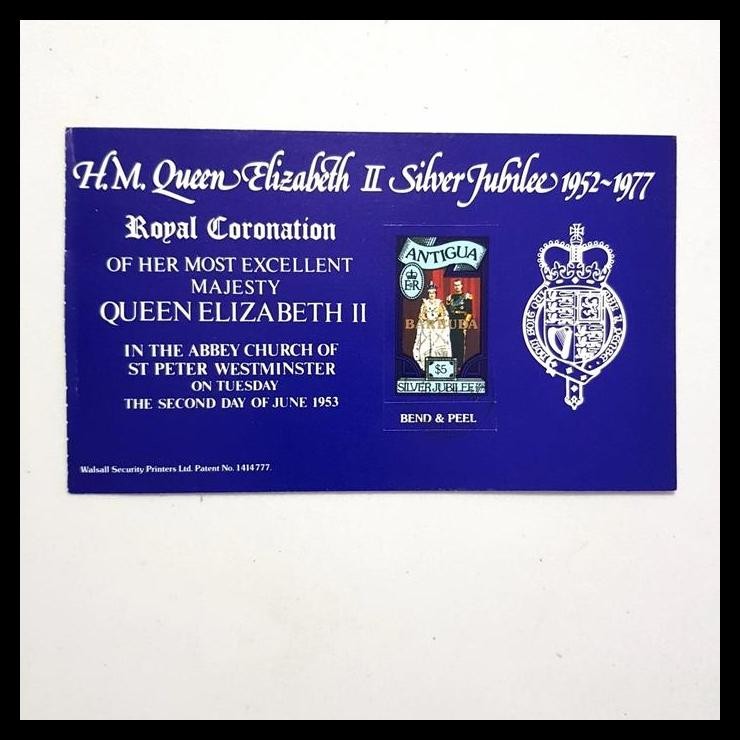 H.M. Queen Elizabeth II Silver Jubilee 1952~1977
Royal Coronation
OF HER MOST EXCELLENT
MAJESTY
QUEEN ELIZABETH II
IN THE ABBEY CHURCH OF
ST PETER WESTMINSTER
ON TUESDAY
THE SECOND DAY OF JUNE 1953
Walsall Security Printers Ltd. Patent No. 1414777.
ANTIGUA
EIIR
BARBUDA
$5
SILVER JUBILEE
BEND & PEEL